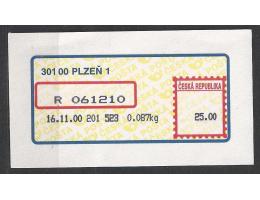 301 00 PLZEŇ 1
ČESKÁ REPUBLIKA
R 061210
16.11.00 201 523 0.087kg
25.00